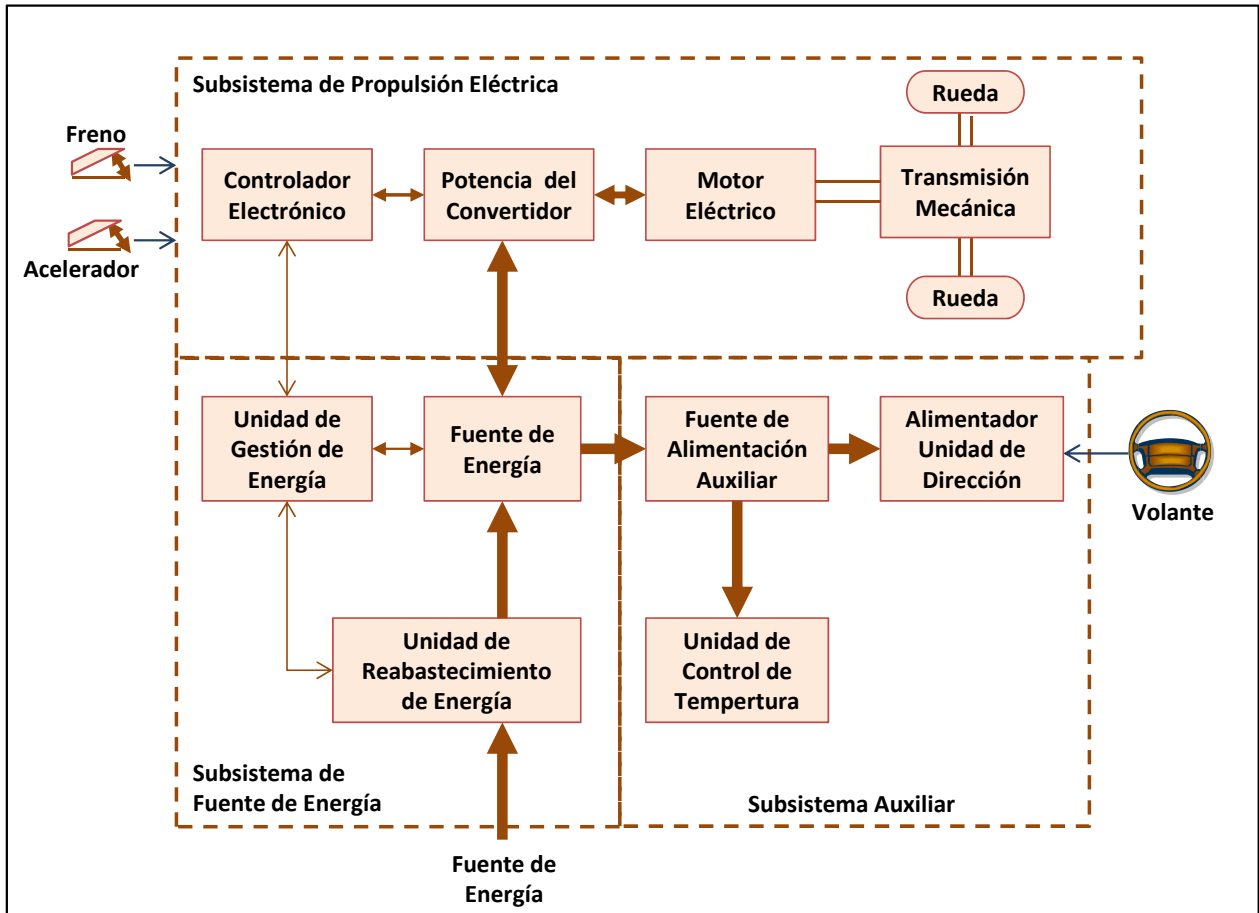 Subsistema de Propulsión Eléctrica
Rueda
Freno
Controlador
Electrónico
Potencia del
Convertidor
Motor
Eléctrico
Transmisión
Mecánica
Acelerador
Rueda
Unidad de
Gestión de
Energía
Fuente de
Energía
Fuente de
Alimentación
Auxiliar
Alimentador
Unidad de
Dirección
Volante
Unidad de
Reabastecimiento
de Energía
Unidad de
Control de
Tempertura
Subsistema de
Fuente de Energía
Subsistema Auxiliar
Fuente de
Energía